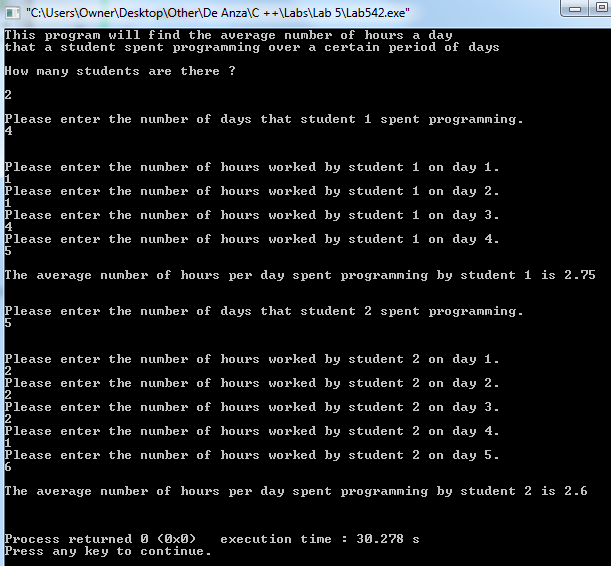 "C:\Users\Owner\Desktop\Other\De Anza\C ++\Labs\Lab 5\Lab542.exe"
This program will find the average number of hours a day
that a student spent programming over a certain period of days
How many students are there ?
2
Please enter the number of days that student 1 spent programming.
4
Please enter the number of hours worked by student 1 on day 1.
1
Please enter the number of hours worked by student 1 on day 2.
1
Please enter the number of hours worked by student 1 on day 3.
4
Please enter the number of hours worked by student 1 on day 4.
5
The average number of hours per day spent programming by student 1 is 2.75
Please enter the number of days that student 2 spent programming.
5
Please enter the number of hours worked by student 2 on day 1.
2
Please enter the number of hours worked by student 2 on day 2.
2
Please enter the number of hours worked by student 2 on day 3.
2
Please enter the number of hours worked by student 2 on day 4.
1
Please enter the number of hours worked by student 2 on day 5.
6
The average number of hours per day spent programming by student 2 is 2.6
Process returned 0 (0x0)   execution time : 30.278 s
Press any key to continue.